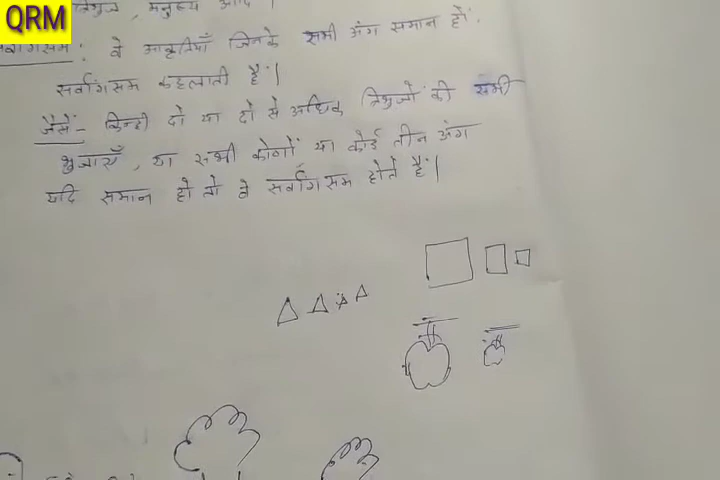 QRM
त्रिभुज, मनुष्य आदि।
सर्वांगसम: वे आकृतियाँ जिनके सभी अंग समान हों.
सर्वांगसम कहलाती हैं।
जैसे- किन्ही दो या दो से अधिक त्रिभुजों की सभी
भुजाएँ, या सभी कोणों या कोई तीन अंग
यदि समान हो तो वे सर्वांगसम होते हैं।